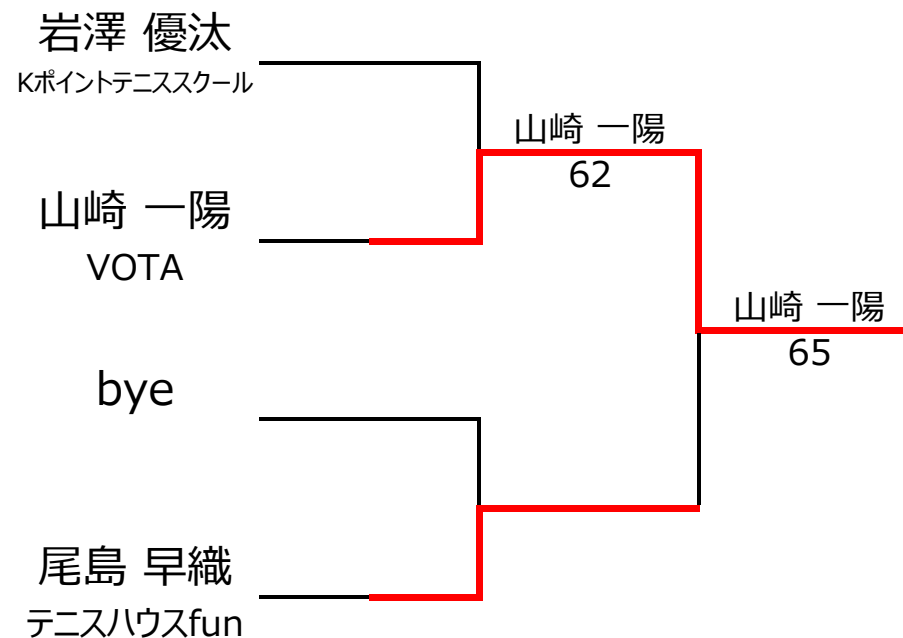 岩澤 優汰
Kポイントテニススクール
山崎 一陽
62
山崎 一陽
VOTA
山崎 一陽
65
bye
尾島 早織
テニスハウスfun